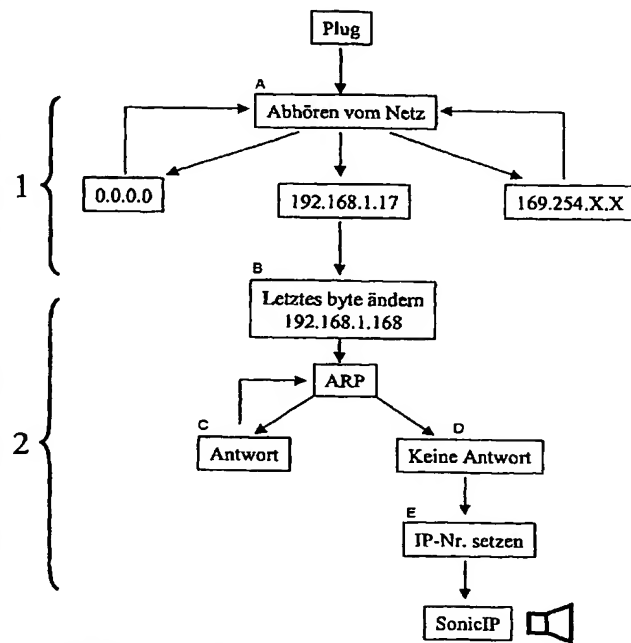 Plug
A
Abhören vom Netz
1
0.0.0.0
192.168.1.17
169.254.X.X
B
Letztes byte ändern
192.168.1.168
ARP
2
C
Antwort
D
Keine Antwort
E
IP-Nr. setzen
SonicIP